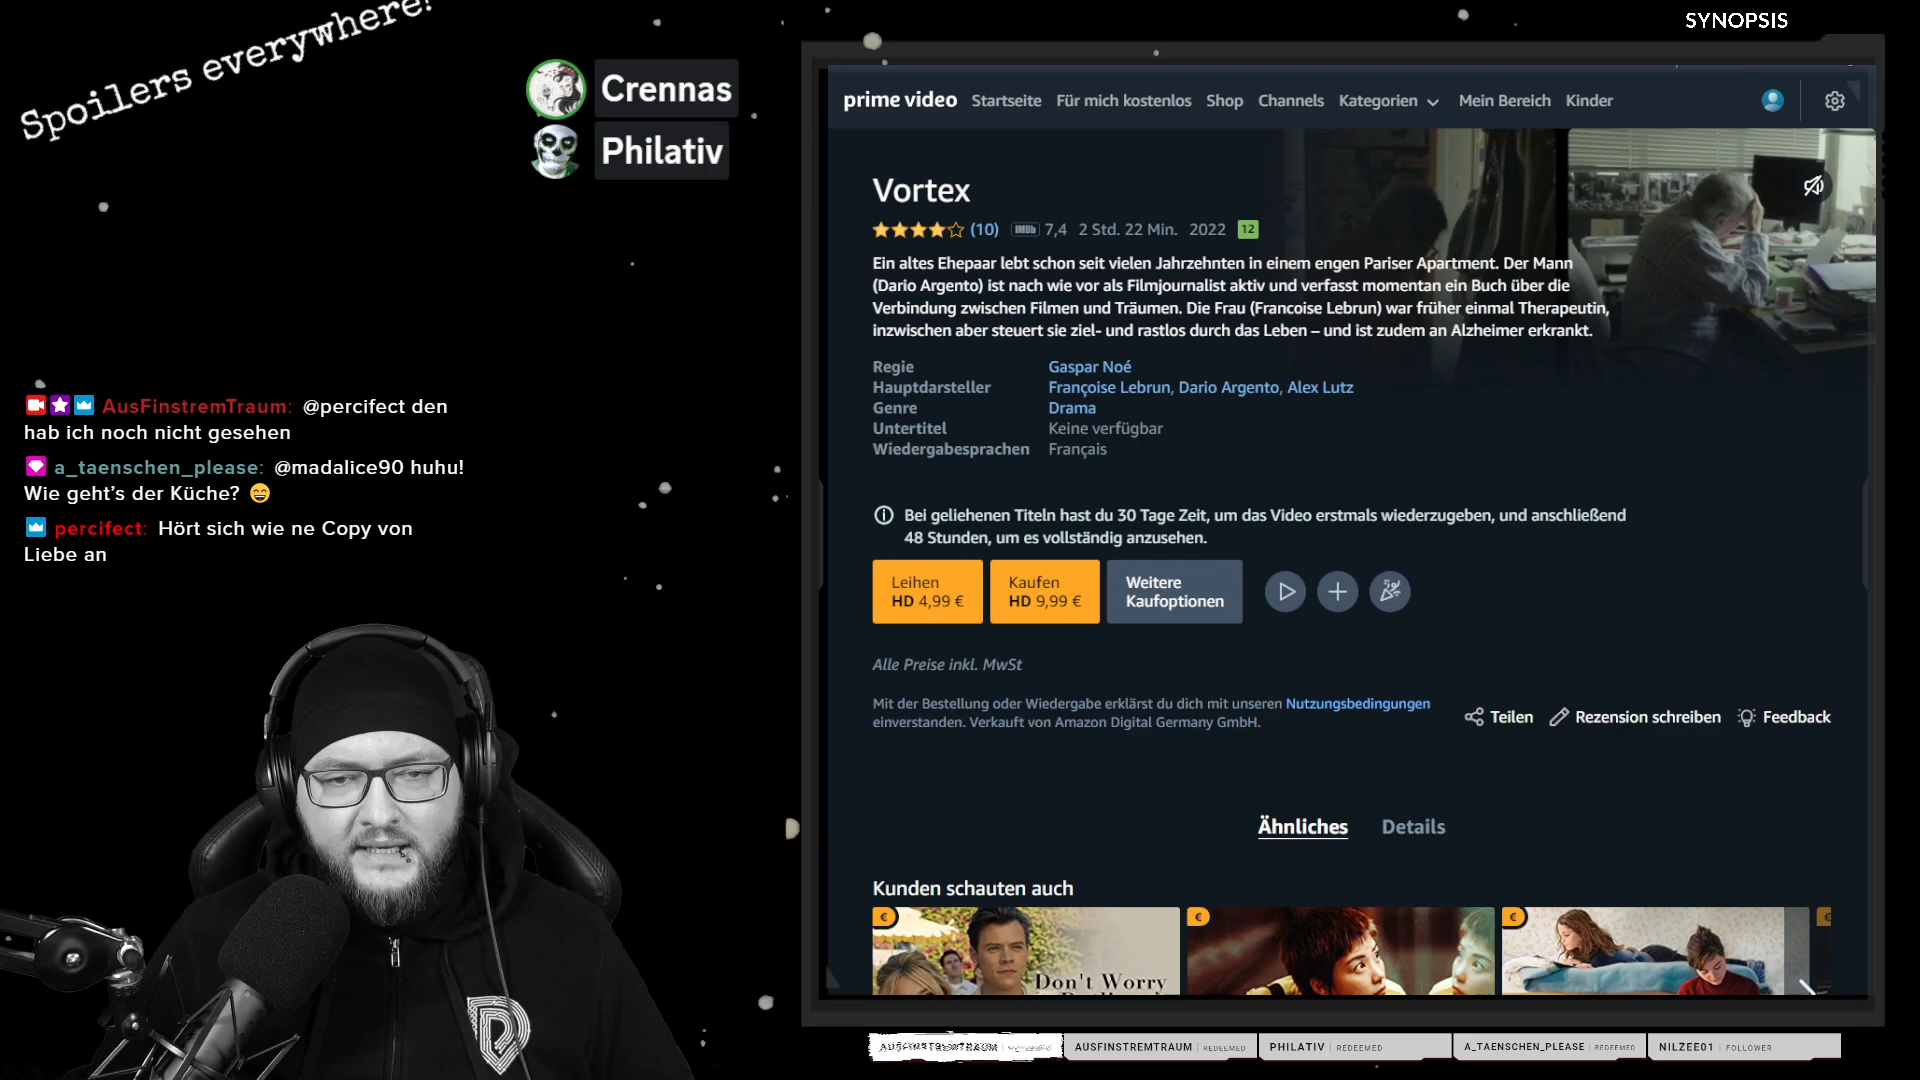 Spoilers everywhere!
SYNOPSIS
Crennas
Philativ
AusFinstremTraum: @percifect den
hab ich noch nicht gesehen
a_taenschen_please: @madalice90 huhu!
Wie geht's der Küche? 😄
percifect: Hört sich wie ne Copy von
Liebe an
prime video Startseite Für mich kostenlos Shop Channels Kategorien Mein Bereich Kinder
Vortex
(10) IMDb 7,4 2 Std. 22 Min. 2022 12
Ein altes Ehepaar lebt schon seit vielen Jahrzehnten in einem engen Pariser Apartment. Der Mann
(Dario Argento) ist nach wie vor als Filmjournalist aktiv und verfasst momentan ein Buch über die
Verbindung zwischen Filmen und Träumen. Die Frau (Francoise Lebrun) war früher einmal Therapeutin,
inzwischen aber steuert sie ziel- und rastlos durch das Leben – und ist zudem an Alzheimer erkrankt.
Regie Gaspar Noé
Hauptdarsteller Françoise Lebrun, Dario Argento, Alex Lutz
Genre Drama
Untertitel Keine verfügbar
Wiedergabesprachen Français
Bei geliehenen Titeln hast du 30 Tage Zeit, um das Video erstmals wiederzugeben, und anschließend
48 Stunden, um es vollständig anzusehen.
Leihen
HD 4,99 €
Kaufen
HD 9,99 €
Weitere
Kaufoptionen
Alle Preise inkl. MwSt
Mit der Bestellung oder Wiedergabe erklärst du dich mit unseren Nutzungsbedingungen
einverstanden. Verkauft von Amazon Digital Germany GmbH.
Teilen Rezension schreiben Feedback
Ähnliches Details
Kunden schauten auch
€ € € €
Don't Worry
AUSFINSTREMTRAUM REDEEMED PHILATIV REDEEMED A_TAENSCHEN_PLEASE REDEEMED NILZEE01 FOLLOWER